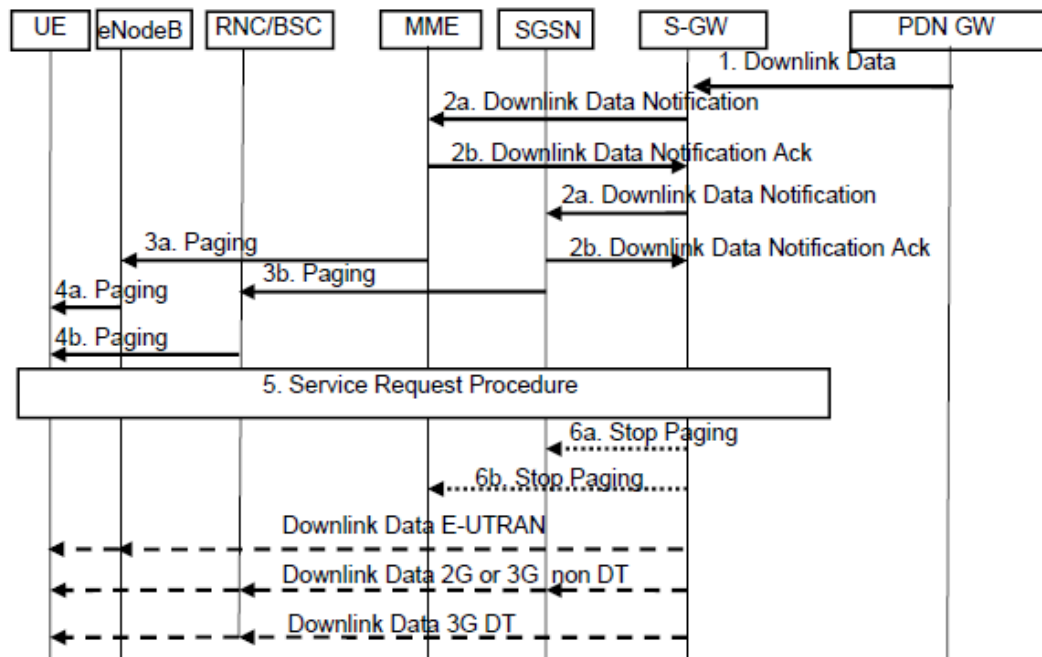 UE eNodeB RNC/BSC MME SGSN S-GW PDN GW
1. Downlink Data
2a. Downlink Data Notification
2b. Downlink Data Notification Ack
2a. Downlink Data Notification
3a. Paging
2b. Downlink Data Notification Ack
3b. Paging
4a. Paging
4b. Paging
5. Service Request Procedure
6a. Stop Paging
6b. Stop Paging
Downlink Data E-UTRAN
Downlink Data 2G or 3G non DT
Downlink Data 3G DT